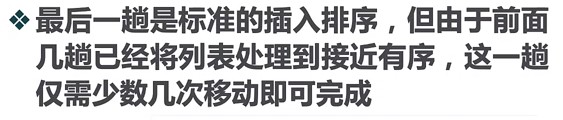 ❖最后一趟是标准的插入排序，但由于前面
几趟已经将列表处理到接近有序，这一趟
仅需少数几次移动即可完成